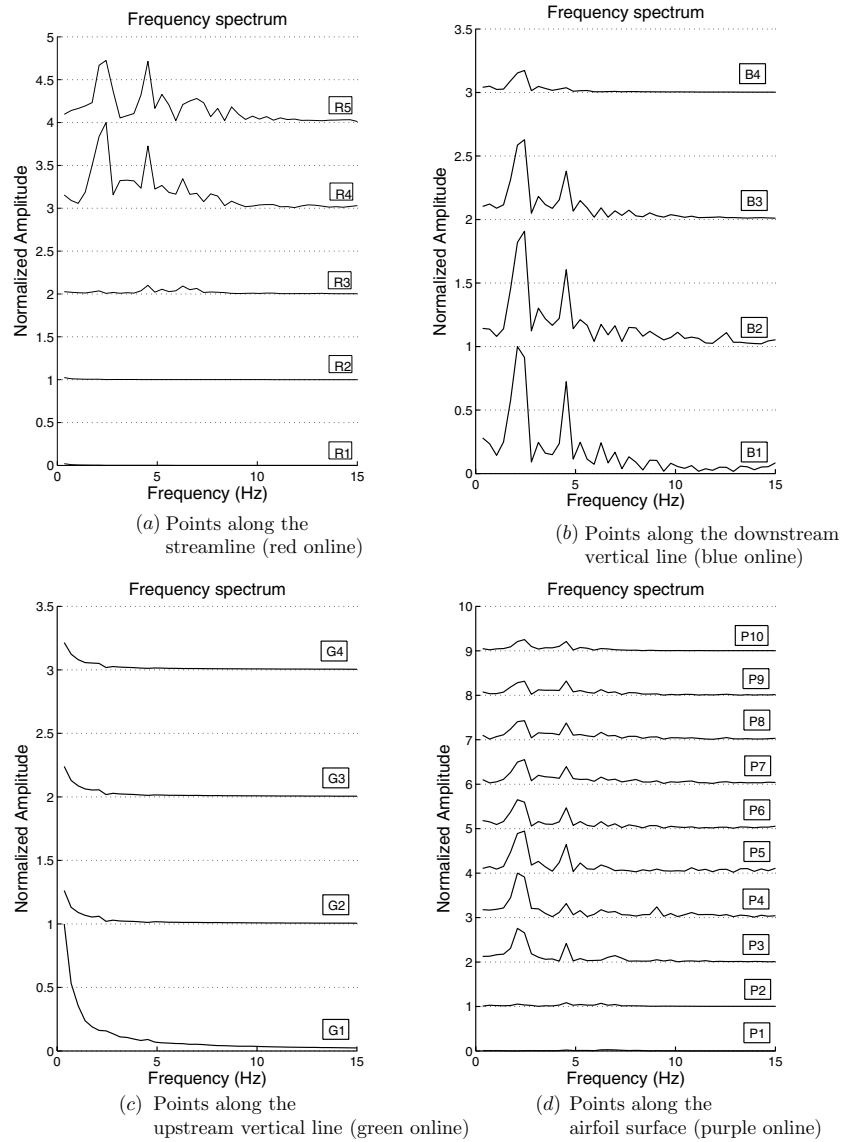 Frequency spectrum
5
4.5
4
3.5
3
2.5
2
1.5
1
0.5
0
Normalized Amplitude
R5
R4
R3
R2
R1
0 5 10 15
Frequency (Hz)
(a) Points along the
streamline (red online)
Frequency spectrum
3.5
3
2.5
2
1.5
1
0.5
0
Normalized Amplitude
B4
B3
B2
B1
0 5 10 15
Frequency (Hz)
(b) Points along the downstream
vertical line (blue online)
Frequency spectrum
3.5
3
2.5
2
1.5
1
0.5
0
Normalized Amplitude
G4
G3
G2
G1
0 5 10 15
Frequency (Hz)
(c) Points along the
upstream vertical line (green online)
Frequency spectrum
10
9
8
7
6
5
4
3
2
1
0
Normalized Amplitude
P10
P9
P8
P7
P6
P5
P4
P3
P2
P1
0 5 10 15
Frequency (Hz)
(d) Points along the
airfoil surface (purple online)